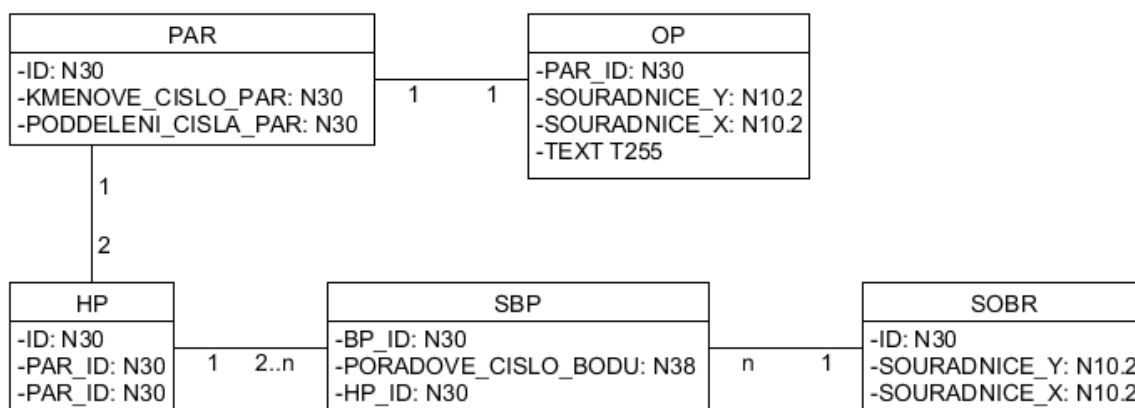 PAR
-ID: N30
-KMENOVE_CISLO_PAR: N30
-PODDELENI_CISLA_PAR: N30
1
1
OP
-PAR_ID: N30
-SOURADNICE_Y: N10.2
-SOURADNICE_X: N10.2
-TEXT T255
1
2
HP
-ID: N30
-PAR_ID: N30
-PAR_ID: N30
1
2..n
SBP
-BP_ID: N30
-PORADOVE_CISLO_BODU: N38
-HP_ID: N30
n
1
SOBR
-ID: N30
-SOURADNICE_Y: N10.2
-SOURADNICE_X: N10.2